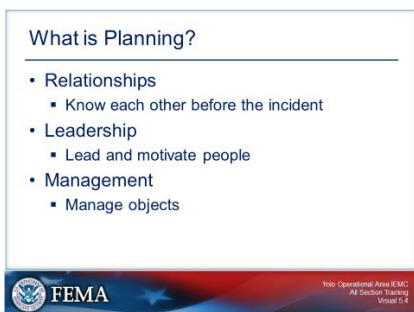 What is Planning?
• Relationships
▪ Know each other before the incident
• Leadership
▪ Lead and motivate people
• Management
▪ Manage objects
FEMA
Yolo Operational Area IEMC
All Section Training
Visual 5.4